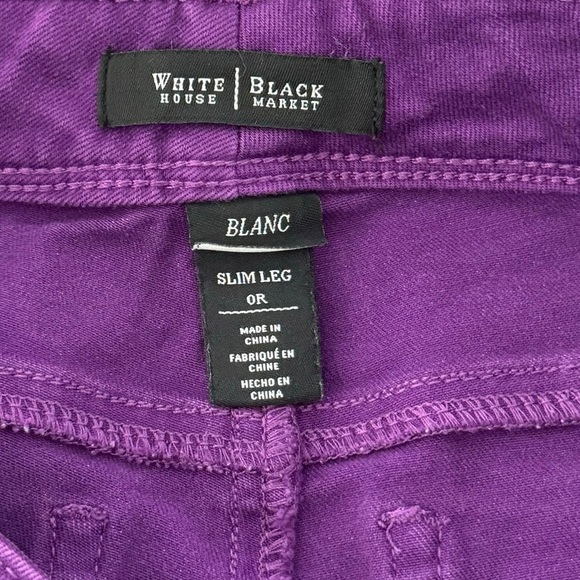 WHITE | BLACK
HOUSE | MARKET
BLANC
SLIM LEG
0R
MADE IN
CHINA
FABRIQUÉ EN
CHINE
HECHO EN
CHINA